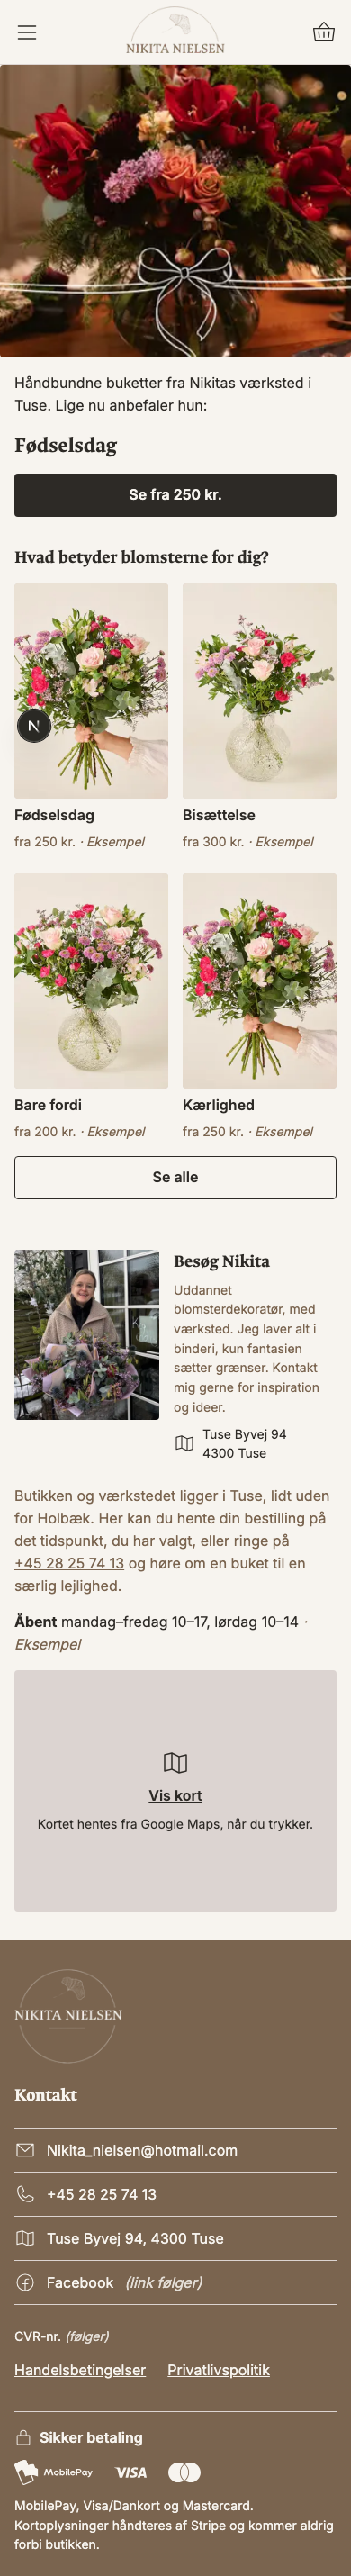 NIKITA NIELSEN
Håndbundne buketter fra Nikitas værksted i
Tuse. Lige nu anbefaler hun:
Fødselsdag
Se fra 250 kr.
Hvad betyder blomsterne for dig?
N
Fødselsdag
fra 250 kr. · Eksempel
Bisættelse
fra 300 kr. · Eksempel
Bare fordi
fra 200 kr. · Eksempel
Kærlighed
fra 250 kr. · Eksempel
Se alle
Besøg Nikita
Uddannet
blomsterdekoratør, med
værksted. Jeg laver alt i
binderi, kun fantasien
sætter grænser. Kontakt
mig gerne for inspiration
og ideer.
Tuse Byvej 94
4300 Tuse
Butikken og værkstedet ligger i Tuse, lidt uden
for Holbæk. Her kan du hente din bestilling på
det tidspunkt, du har valgt, eller ringe på
+45 28 25 74 13 og høre om en buket til en
særlig lejlighed.
Åbent mandag–fredag 10–17, lørdag 10–14 ·
Eksempel
Vis kort
Kortet hentes fra Google Maps, når du trykker.
NIKITA NIELSEN
Kontakt
Nikita_nielsen@hotmail.com
+45 28 25 74 13
Tuse Byvej 94, 4300 Tuse
Facebook (link følger)
CVR-nr. (følger)
Handelsbetingelser Privatlivspolitik
Sikker betaling
MobilePay VISA
MobilePay, Visa/Dankort og Mastercard.
Kortoplysninger håndteres af Stripe og kommer aldrig
forbi butikken.